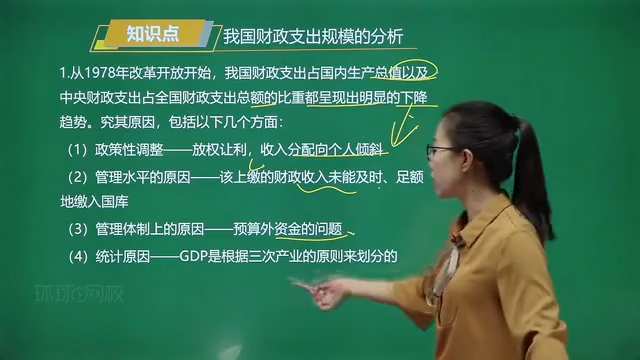 知识点
我国财政支出规模的分析
1.从1978年改革开放开始，我国财政支出占国内生产总值以及
中央财政支出占全国财政支出总额的比重都呈现出明显的下降
趋势。究其原因，包括以下几个方面：
（1）政策性调整——放权让利，收入分配向个人倾斜
（2）管理水平的原因——该上缴的财政收入未能及时、足额
地缴入国库
（3）管理体制上的原因——预算外资金的问题
（4）统计原因——GDP是根据三次产业的原则来划分的
环球网校